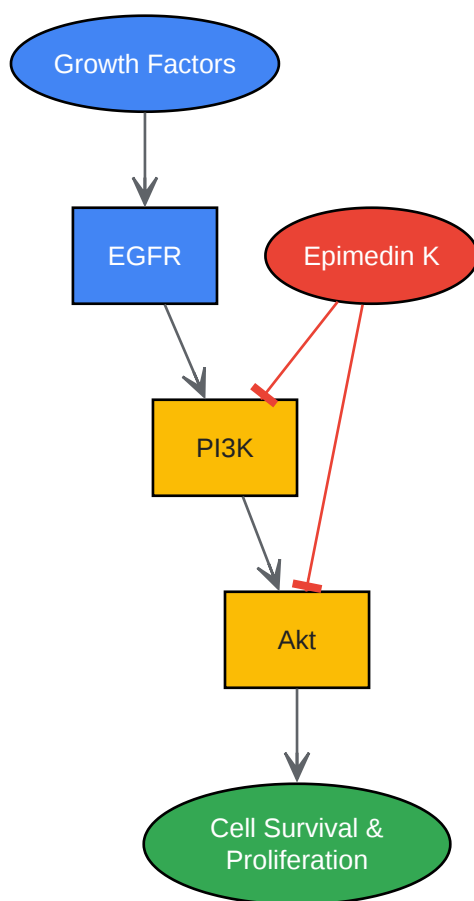 Growth Factors
EGFR
Epimedin K
PI3K
Akt
Cell Survival &
Proliferation